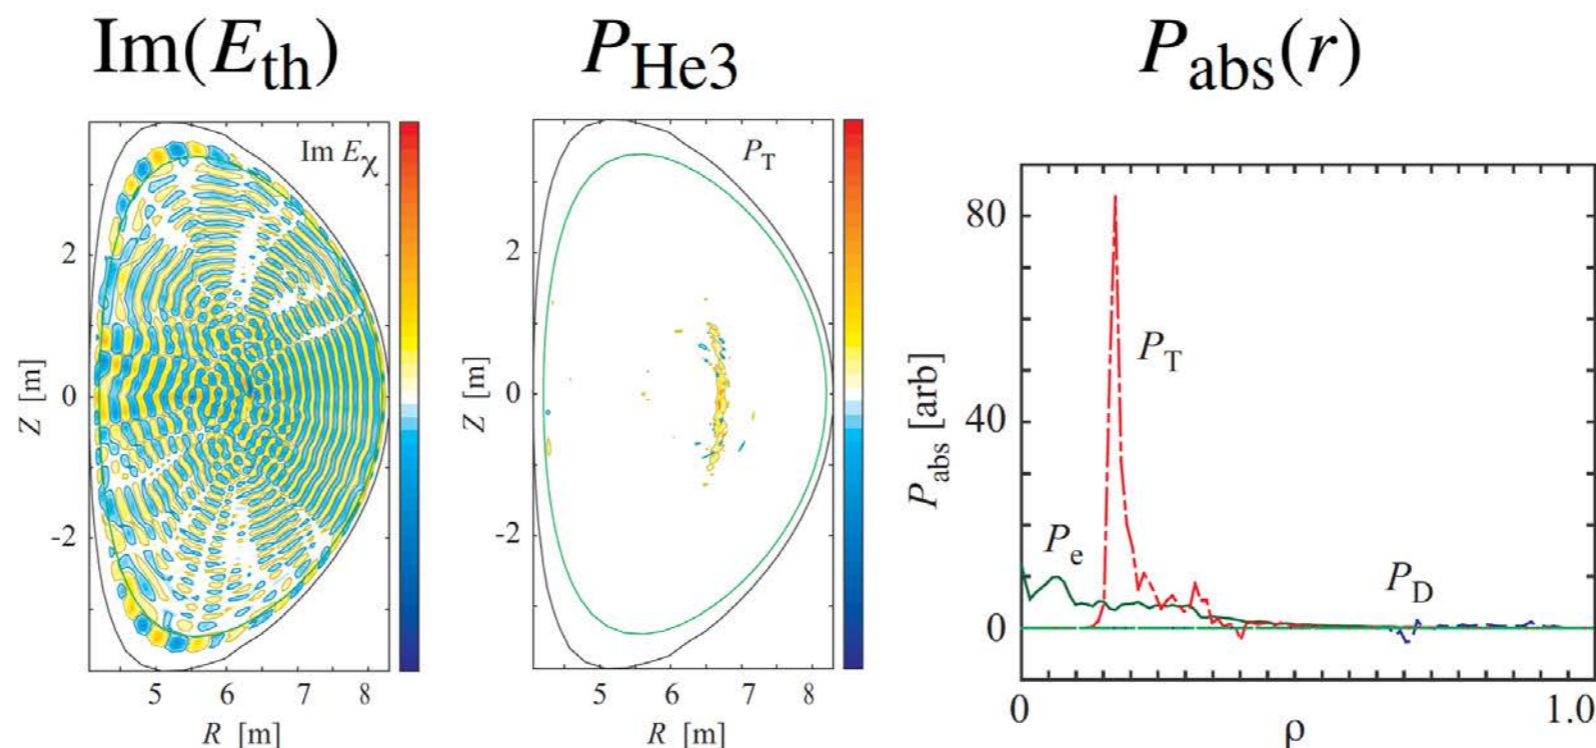 Im(E_th)
P_He3
P_abs(r)
Im E_χ
2
0
-2
Z [m]
5 6 7 8
R [m]
P_T
2
0
-2
Z [m]
5 6 7 8
R [m]
80
40
0
P_abs [arb]
P_T
P_e
P_D
0 1.0
ρ